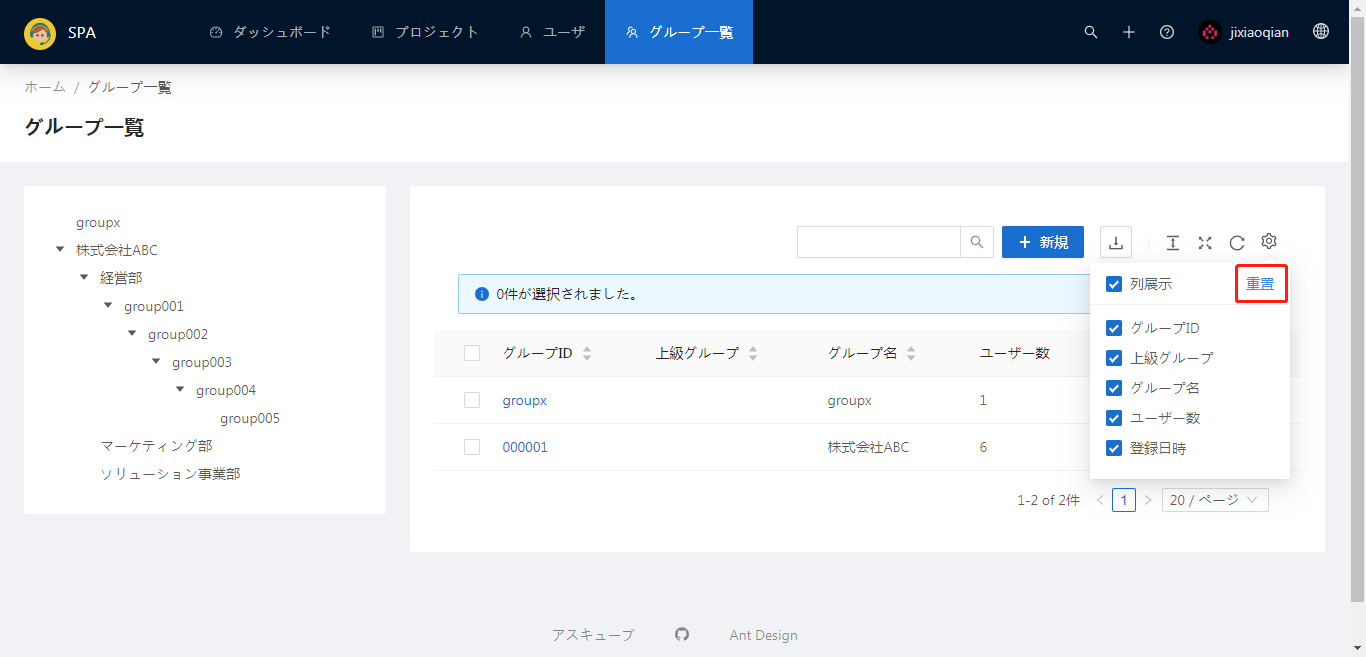 SPA ダッシュボード プロジェクト ユーザ グループ一覧 jixiaoqian
ホーム / グループ一覧
グループ一覧
groupx
株式会社ABC
経営部
group001
group002
group003
group004
group005
マーケティング部
ソリューション事業部
新規
0件が選択されました。
列展示 重置
グループID
上級グループ
グループ名
ユーザー数
登録日時
グループID 上級グループ グループ名 ユーザー数
groupx groupx 1
000001 株式会社ABC 6
1-2 of 2件 < 1 > 20 / ページ
アスキューブ Ant Design